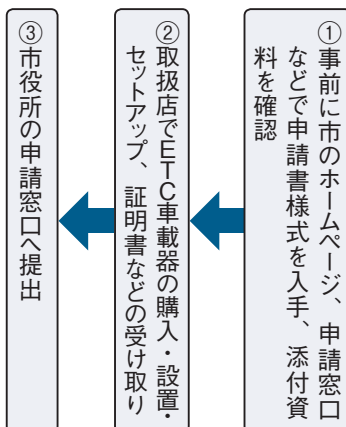 ①事前に市のホームページ、申請窓口
などで申請書様式を入手、添付資
料を確認
②取扱店でETC車載器の購入・設置・
セットアップ、証明書などの受け取り
③市役所の申請窓口へ提出